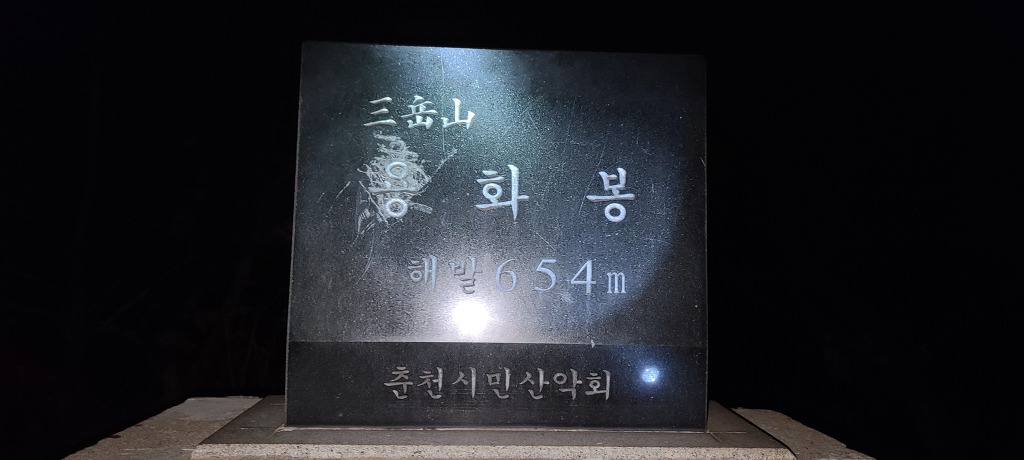 三岳山
용 화 봉
해발 654m
춘천시민산악회